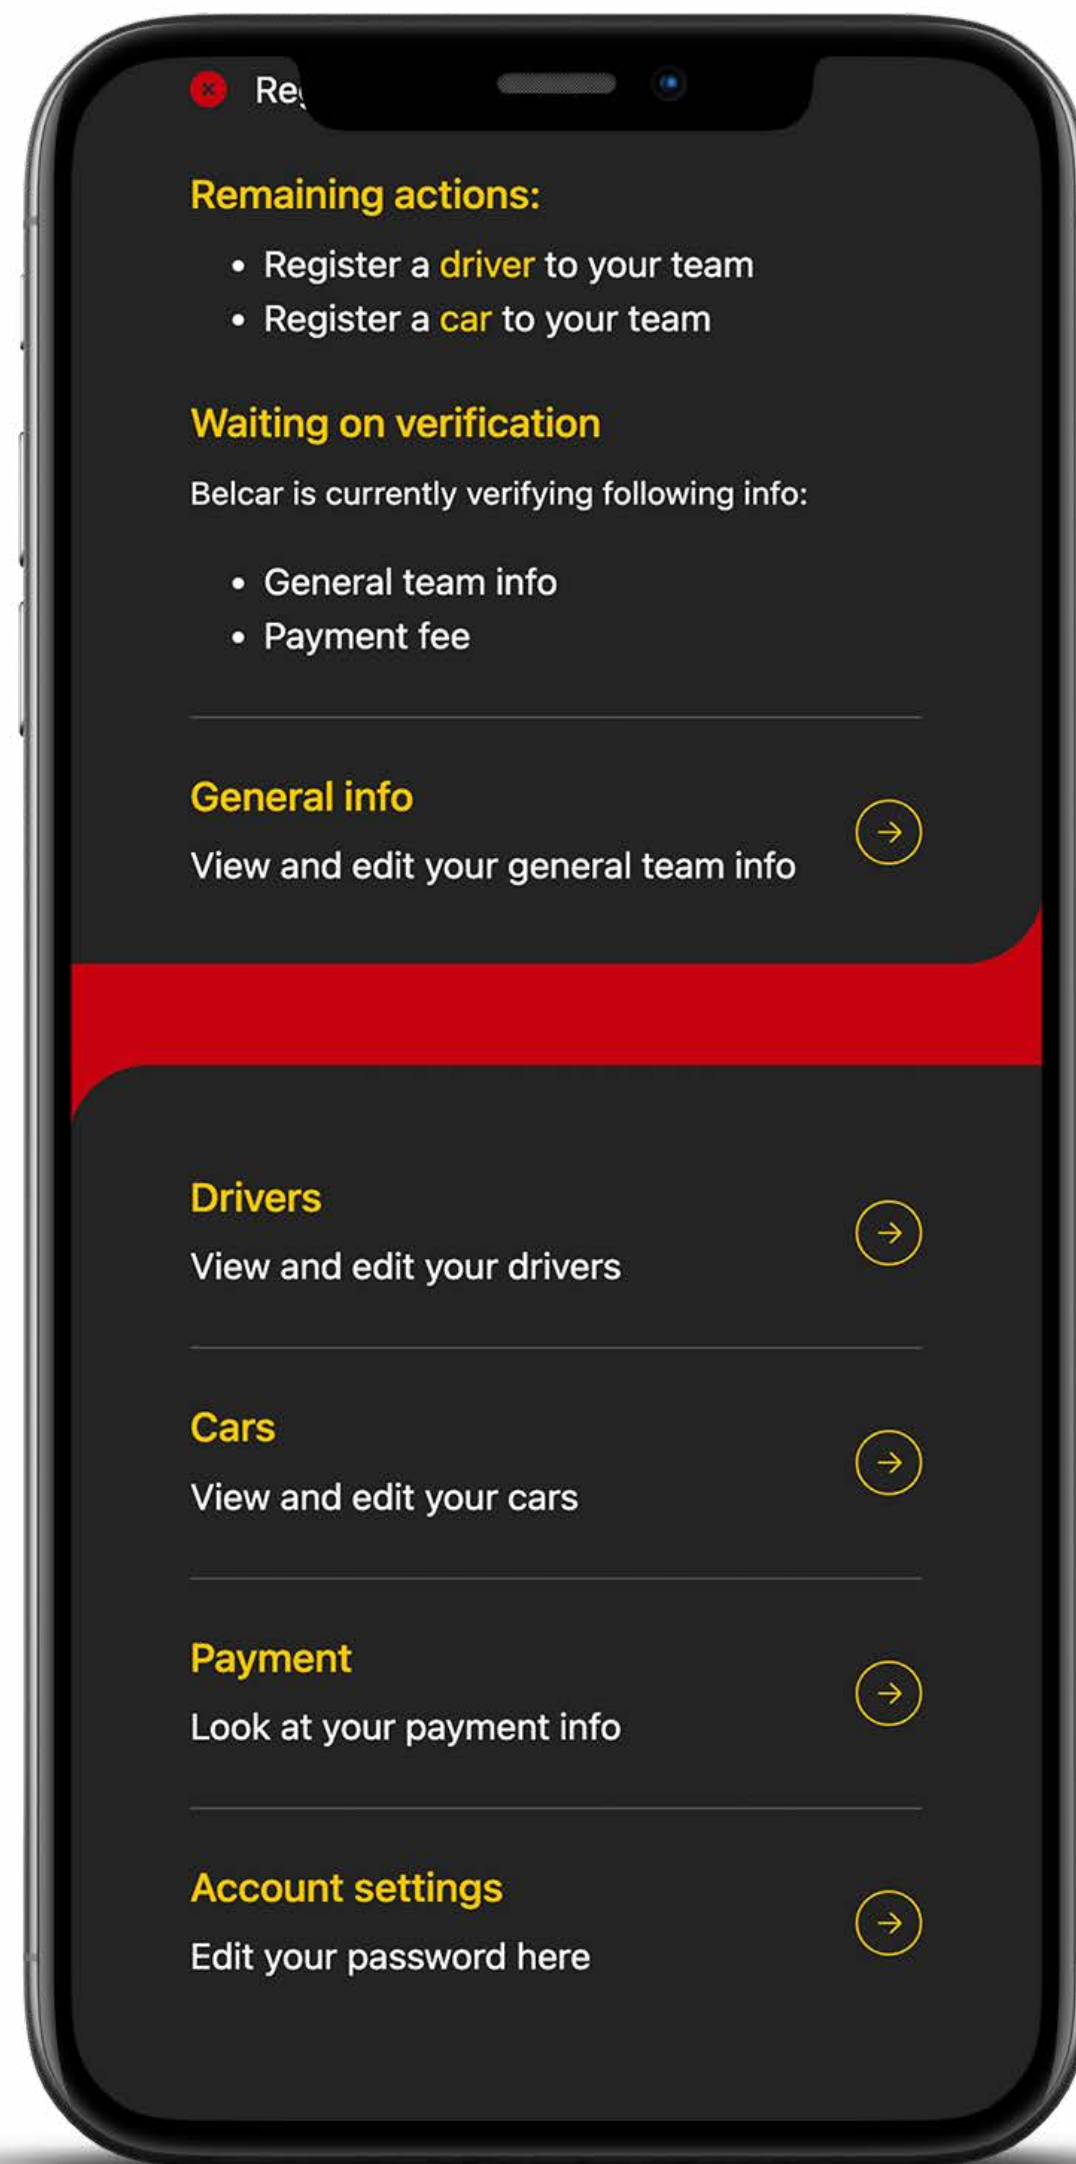 Remaining actions:
• Register a driver to your team
• Register a car to your team
Waiting on verification
Belcar is currently verifying following info:
• General team info
• Payment fee
General info
View and edit your general team info
Drivers
View and edit your drivers
Cars
View and edit your cars
Payment
Look at your payment info
Account settings
Edit your password here